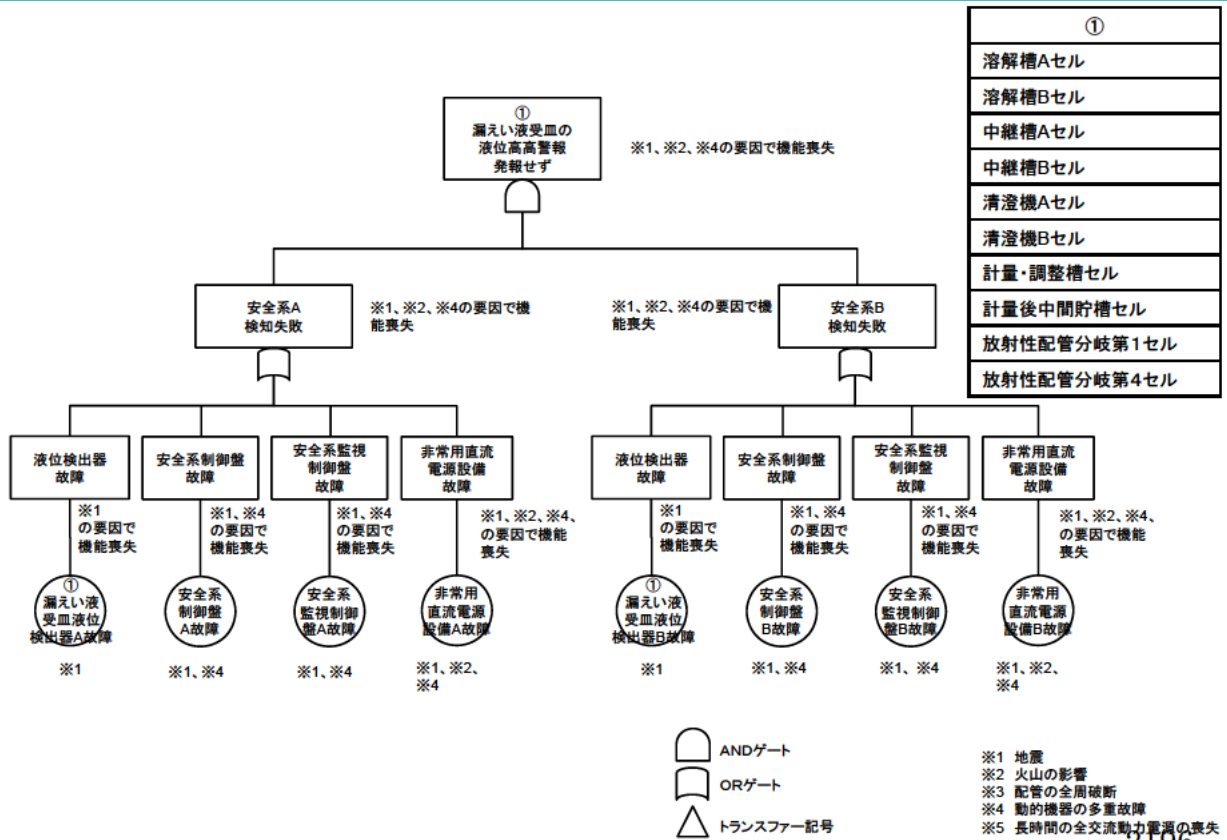 ①
溶解槽Aセル
溶解槽Bセル
中継槽Aセル
中継槽Bセル
清澄機Aセル
清澄機Bセル
計量・調整槽セル
計量後中間貯槽セル
放射性配管分岐第1セル
放射性配管分岐第4セル
①
漏えい液受皿の
液位高高警報
発報せず
※1、※2、※4の要因で機能喪失
安全系A
検知失敗
※1、※2、※4の要因で機
能喪失
※1、※2、※4の要因で機
能喪失
安全系B
検知失敗
液位検出器
故障
安全系制御盤
故障
安全系監視
制御盤
故障
非常用直流
電源設備
故障
液位検出器
故障
安全系制御盤
故障
安全系監視
制御盤
故障
非常用直流
電源設備
故障
※1
の要因で
機能喪失
※1、※4
の要因で
機能喪失
※1、※4
の要因で
機能喪失
※1、※2、※4、
の要因で機能
喪失
※1
の要因で
機能喪失
※1、※4
の要因で
機能喪失
※1、※4
の要因で
機能喪失
※1、※2、※4、
の要因で機能
喪失
①
漏えい液
受皿液位
検出器A故障
安全系
制御盤
A故障
安全系
監視制御
盤A故障
非常用
直流電源
設備A故障
①
漏えい液
受皿液位
検出器B故障
安全系
制御盤
B故障
安全系
監視制御
盤B故障
非常用
直流電源
設備B故障
※1
※1、※4
※1、※4
※1、※2、
※4
※1
※1、※4
※1、※4
※1、※2、
※4
ANDゲート
ORゲート
トランスファー記号
※1 地震
※2 火山の影響
※3 配管の全周破断
※4 動的機器の多重故障
※5 長時間の全交流動力電源の喪失